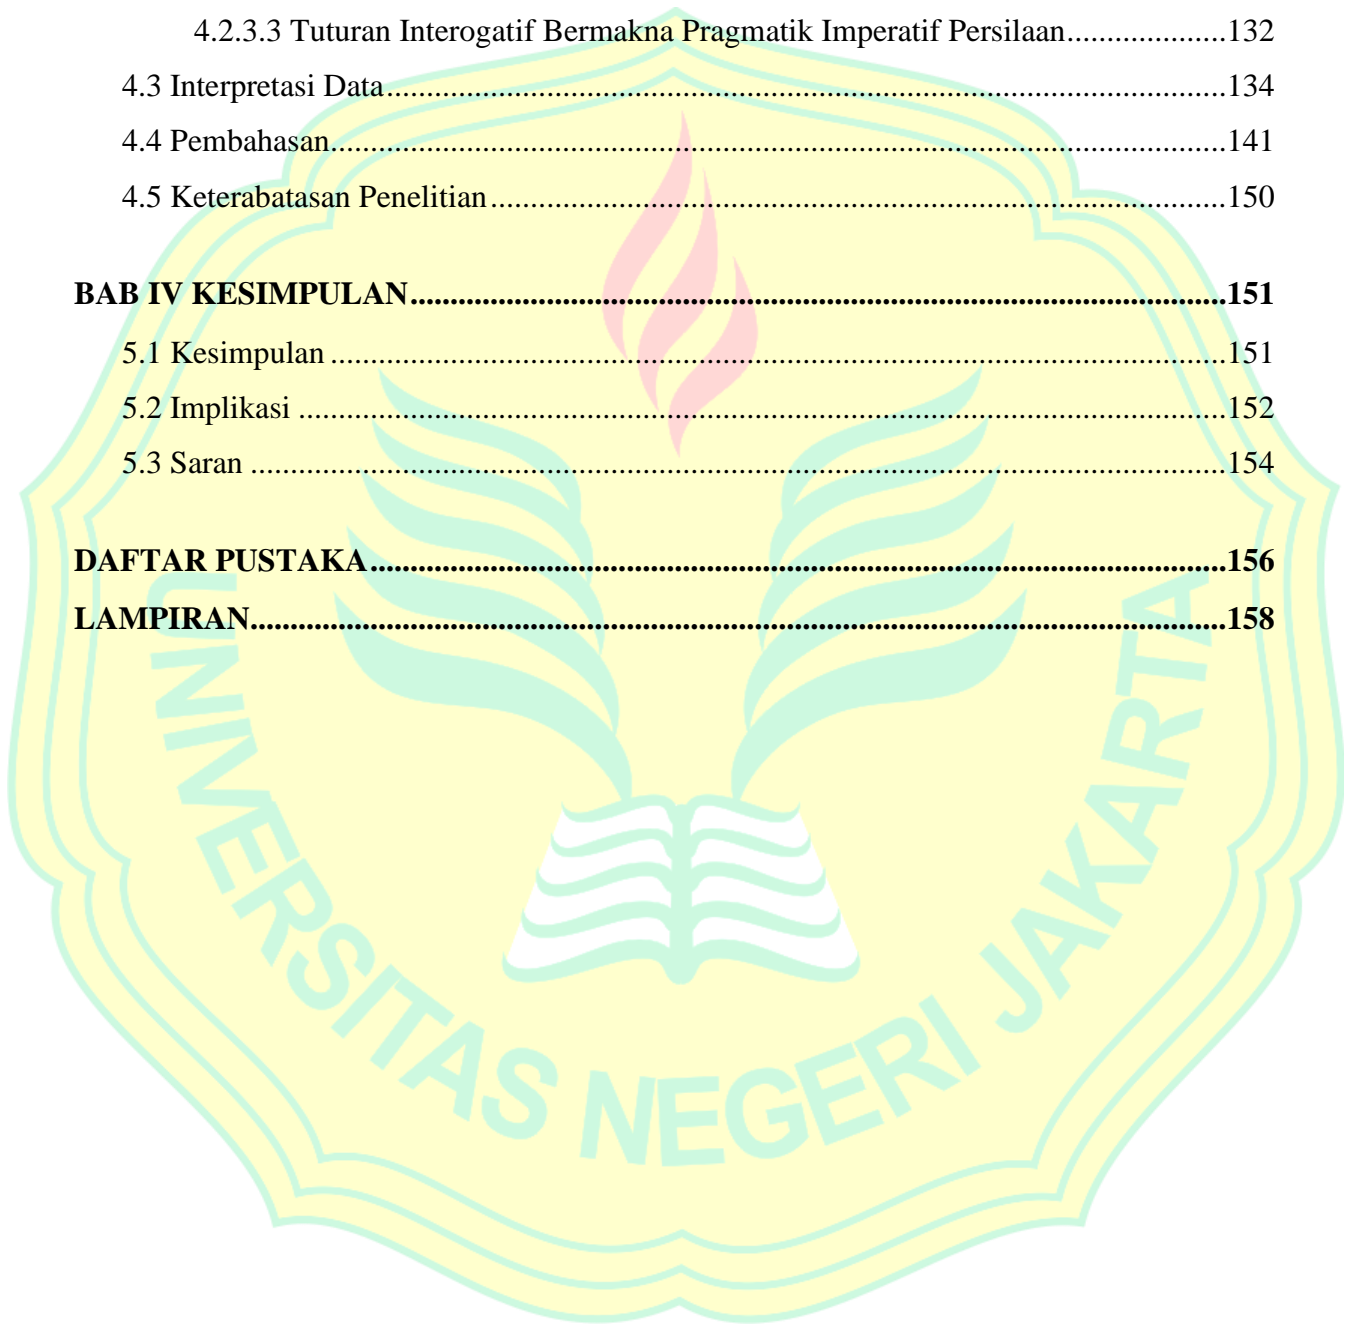 4.2.3.3 Tuturan Interogatif Bermakna Pragmatik Imperatif Persilaan....................132
4.3 Interpretasi Data.........................................................................................................134
4.4 Pembahasan................................................................................................................141
4.5 Keterabatasan Penelitian............................................................................................150
BAB IV KESIMPULAN.......................................................................................................151
5.1 Kesimpulan ................................................................................................................151
5.2 Implikasi ....................................................................................................................152
5.3 Saran ..........................................................................................................................154
DAFTAR PUSTAKA............................................................................................................156
LAMPIRAN...........................................................................................................................158
UNIVERSITAS NEGERI JAKARTA